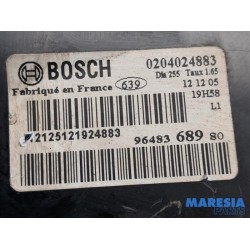 BOSCH 0204024883
Dia 255 Taux 1.65
Fabriqué en France 639 12 12 05
19H58
L1
2125121924883
96483 689 80
MARESIA